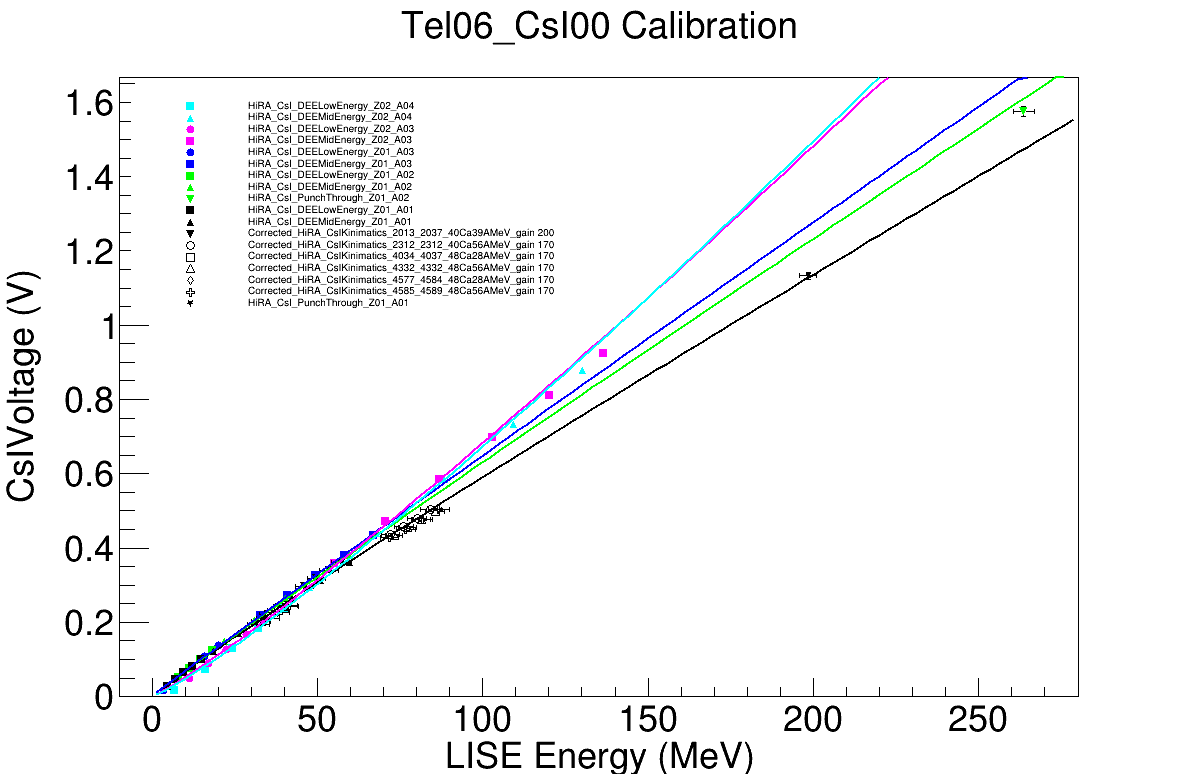 Tel06_CsI00 Calibration
HiRA_CsI_DEELowEnergy_Z02_A04
HiRA_CsI_DEEMidEnergy_Z02_A04
HiRA_CsI_DEELowEnergy_Z02_A03
HiRA_CsI_DEEMidEnergy_Z02_A03
HiRA_CsI_DEELowEnergy_Z01_A03
HiRA_CsI_DEEMidEnergy_Z01_A03
HiRA_CsI_DEELowEnergy_Z01_A02
HiRA_CsI_DEEMidEnergy_Z01_A02
HiRA_CsI_PunchThrough_Z01_A02
HiRA_CsI_DEELowEnergy_Z01_A01
HiRA_CsI_DEEMidEnergy_Z01_A01
Corrected_HiRA_CsIKinimatics_2013_2037_40Ca39AMeV_gain 200
Corrected_HiRA_CsIKinimatics_2312_2312_40Ca56AMeV_gain 170
Corrected_HiRA_CsIKinimatics_4034_4037_48Ca28AMeV_gain 170
Corrected_HiRA_CsIKinimatics_4332_4332_48Ca56AMeV_gain 170
Corrected_HiRA_CsIKinimatics_4577_4584_48Ca28AMeV_gain 170
Corrected_HiRA_CsIKinimatics_4585_4589_48Ca56AMeV_gain 170
HiRA_CsI_PunchThrough_Z01_A01
CsIVoltage (V)
1.6
1.4
1.2
1
0.8
0.6
0.4
0.2
0
0 50 100 150 200 250
LISE Energy (MeV)